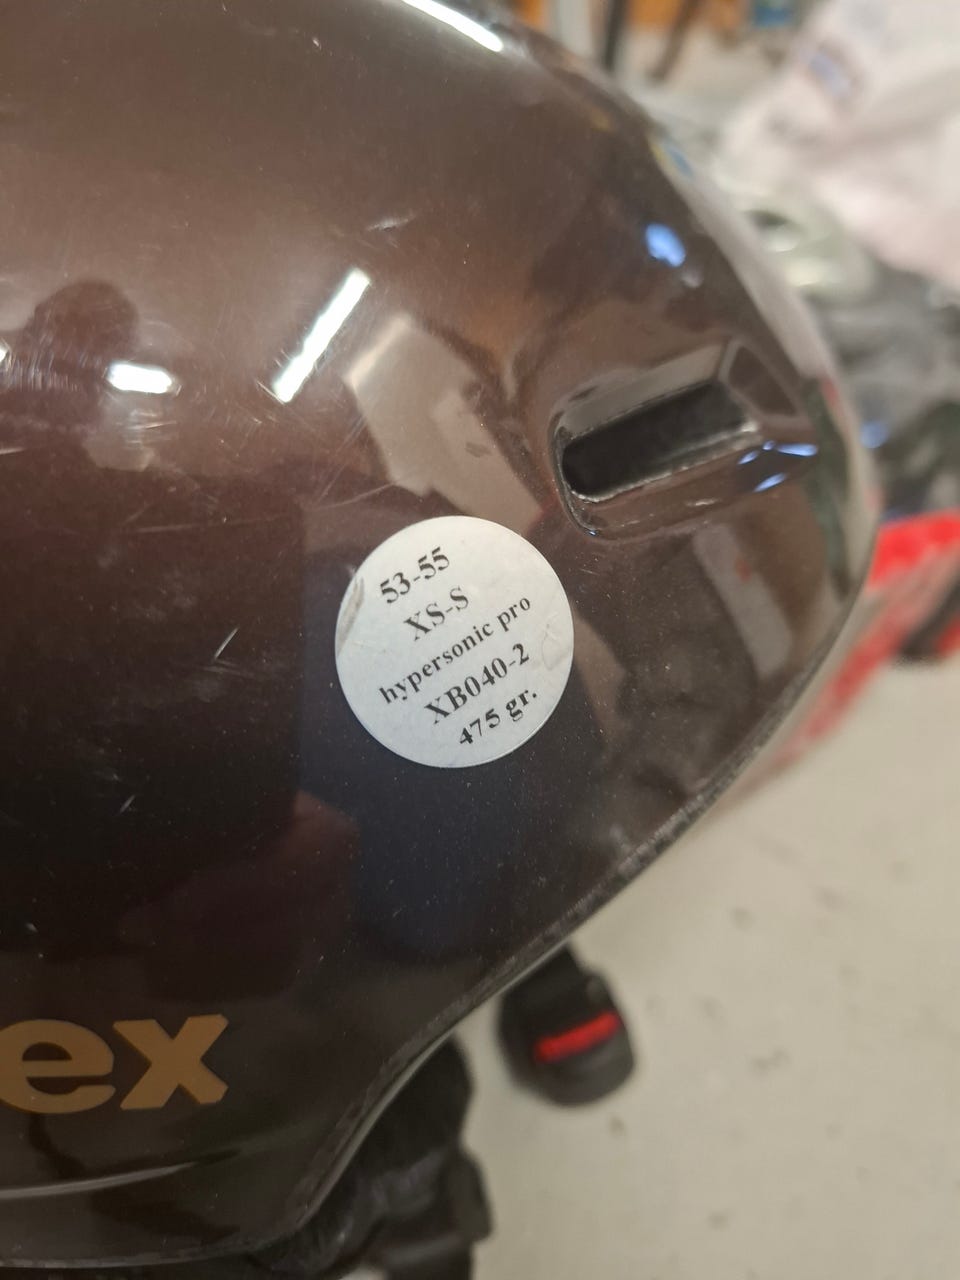 53-55
XS-S
hypersonic pro
XB040-2
475 gr.
ex